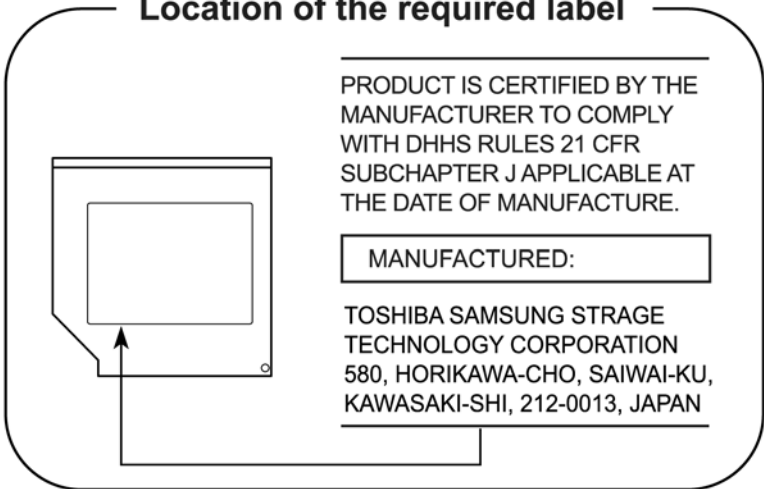 Location of the required label
PRODUCT IS CERTIFIED BY THE
MANUFACTURER TO COMPLY
WITH DHHS RULES 21 CFR
SUBCHAPTER J APPLICABLE AT
THE DATE OF MANUFACTURE.
MANUFACTURED:
TOSHIBA SAMSUNG STRAGE
TECHNOLOGY CORPORATION
580, HORIKAWA-CHO, SAIWAI-KU,
KAWASAKI-SHI, 212-0013, JAPAN